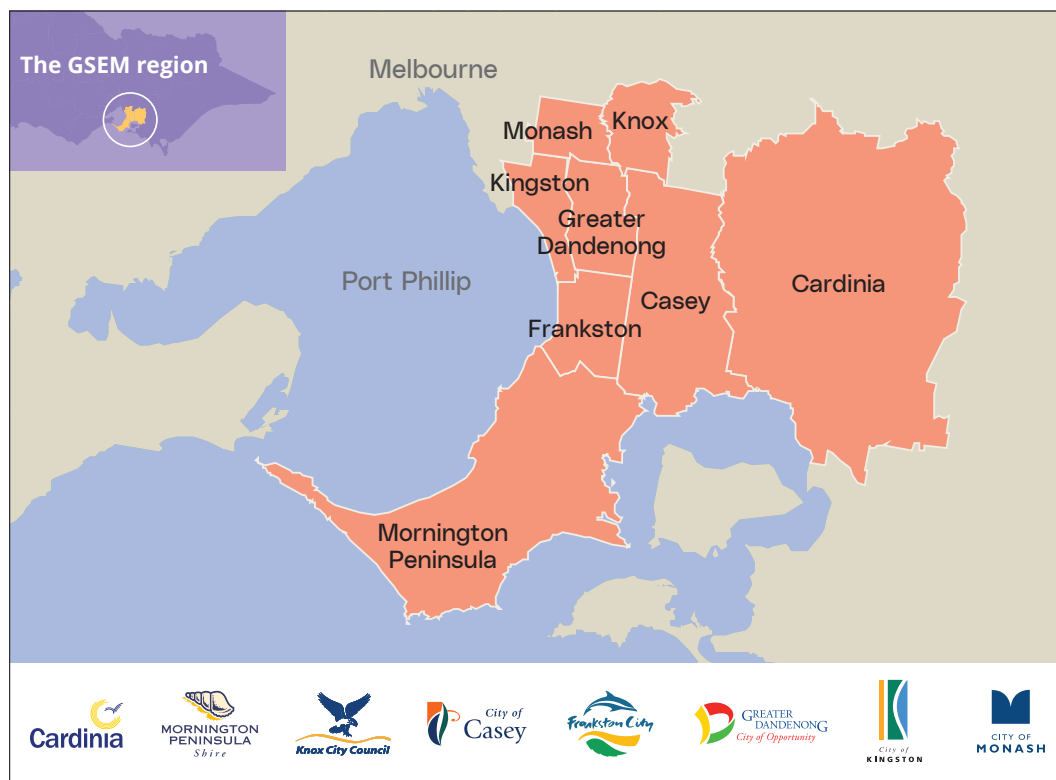 The GSEM region
Melbourne
Monash
Knox
Kingston
Greater
Dandenong
Port Phillip
Casey
Cardinia
Frankston
Mornington
Peninsula
Cardinia
MORNINGTON
PENINSULA
Shire
Knox City Council
City of
Casey
Frankston City
GREATER
DANDENONG
City of Opportunity
City of
KINGSTON
CITY OF
MONASH